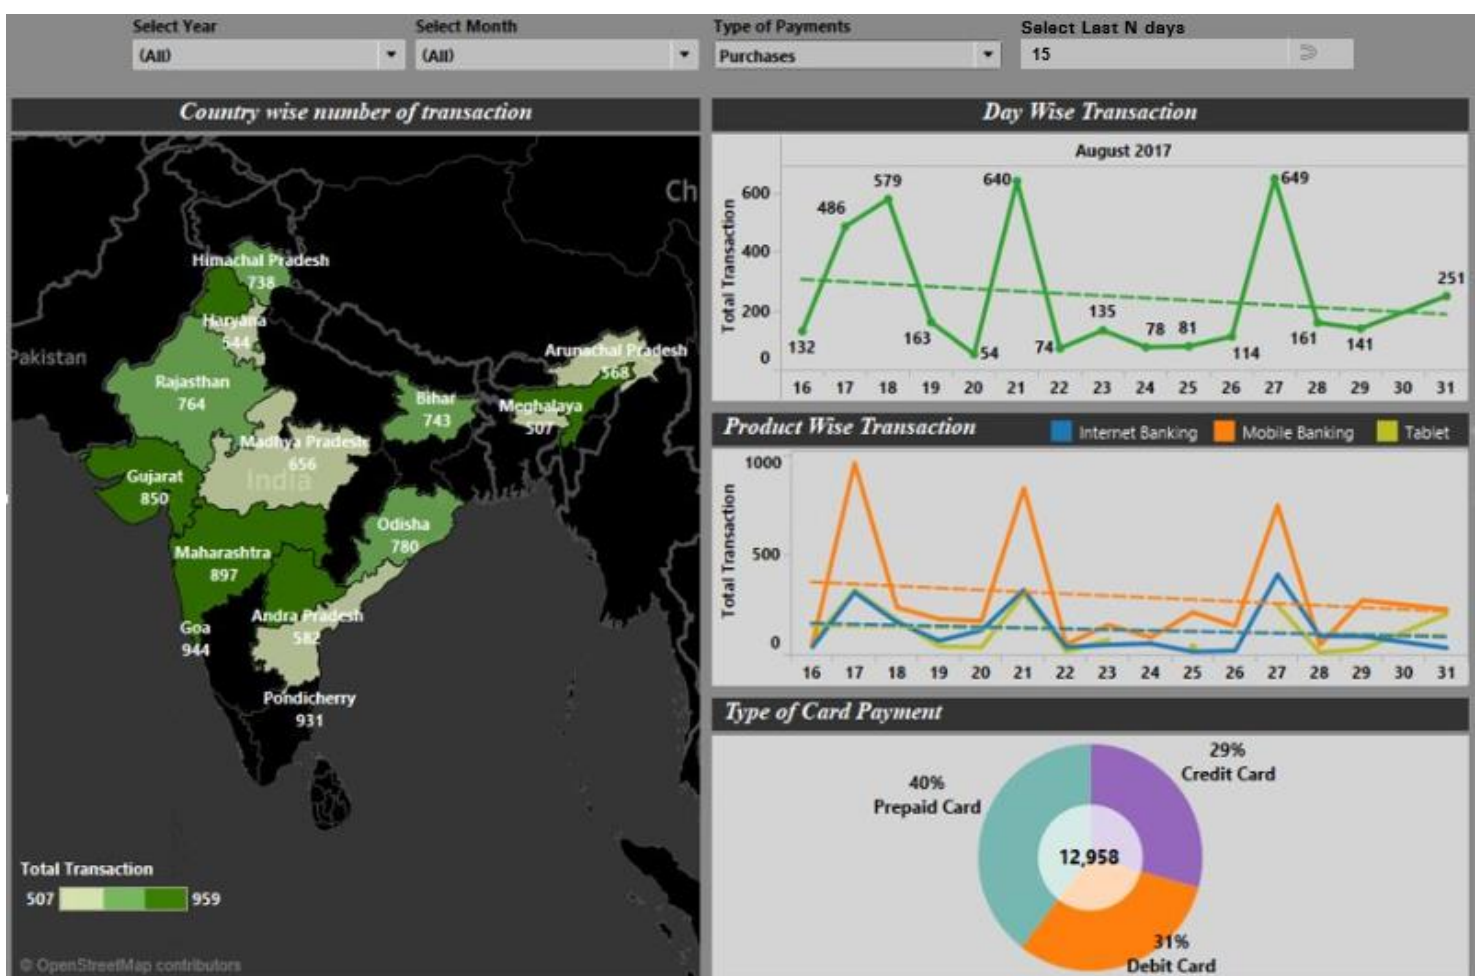 Select Year
Select Month
Type of Payments
Select Last N days
(All)
(All)
Purchases
15
Country wise number of transaction
Ch
Himachal Pradesh
738
Haryana
544
Pakistan
Arunachal Pradesh
568
Rajasthan
764
Bihar
743
Meghalaya
507
Madhya Pradesh
656
India
Gujarat
850
Odisha
780
Maharashtra
897
Andra Pradesh
582
Goa
944
Pondicherry
931
Total Transaction
507
959
© OpenStreetMap contributors
Day Wise Transaction
August 2017
Total Transaction
600
400
200
0
132
486
579
163
54
640
74
135
78
81
114
649
161
141
251
16 17 18 19 20 21 22 23 24 25 26 27 28 29 30 31
Product Wise Transaction
Internet Banking
Mobile Banking
Tablet
Total Transaction
1000
500
0
16 17 18 19 20 21 22 23 24 25 26 27 28 29 30 31
Type of Card Payment
29%
Credit Card
40%
Prepaid Card
12,958
31%
Debit Card